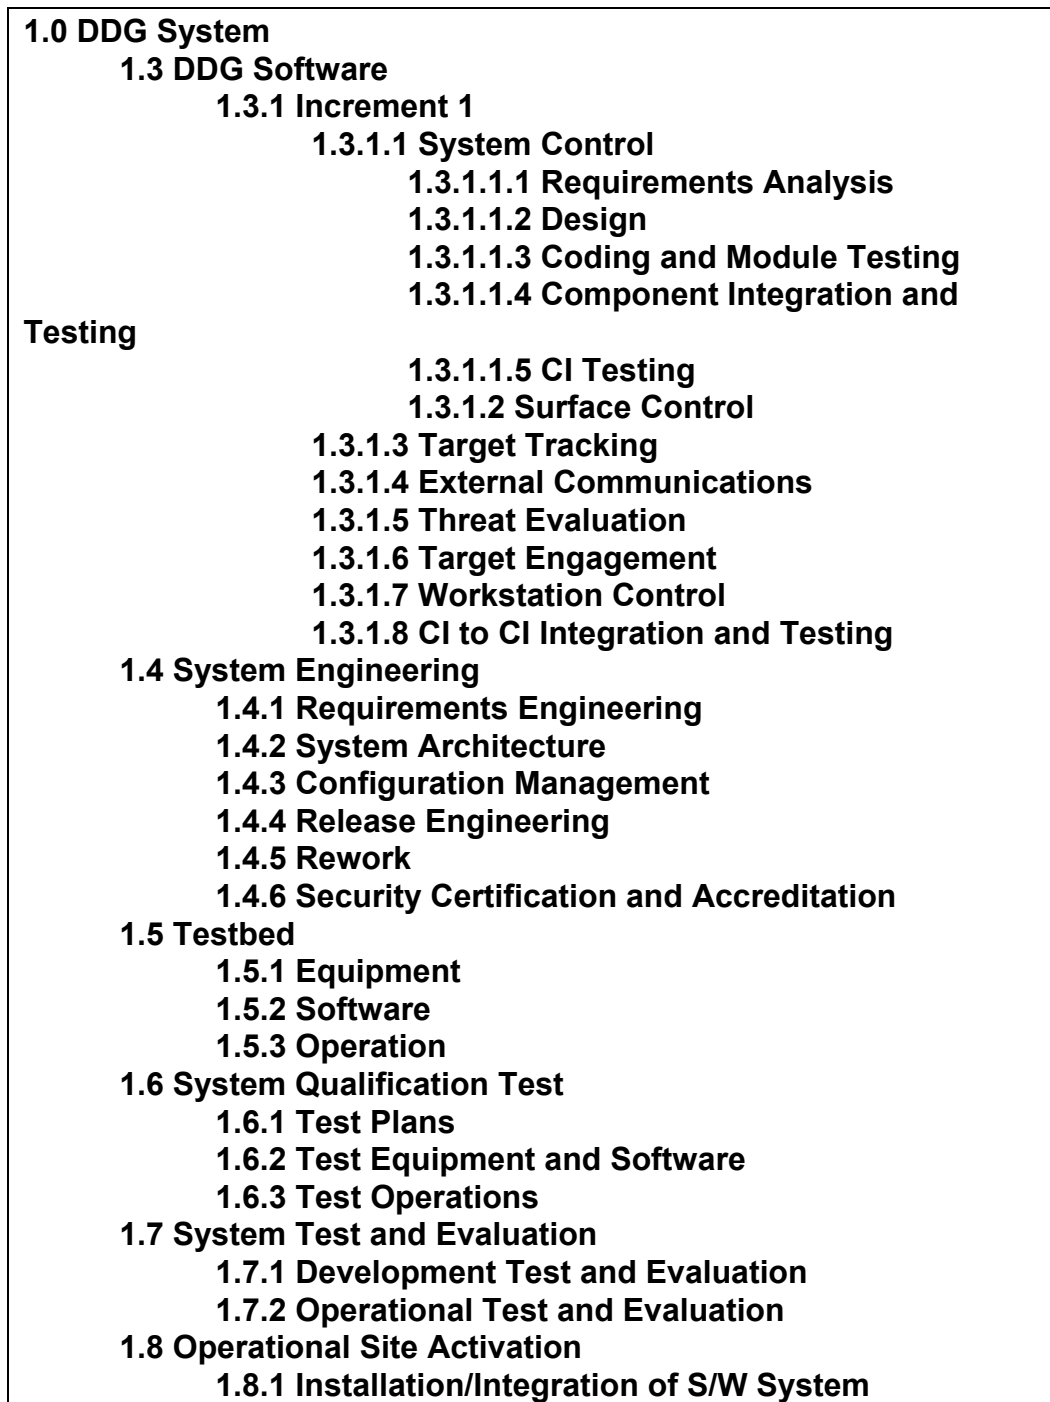 1.0 DDG System
1.3 DDG Software
1.3.1 Increment 1
1.3.1.1 System Control
1.3.1.1.1 Requirements Analysis
1.3.1.1.2 Design
1.3.1.1.3 Coding and Module Testing
1.3.1.1.4 Component Integration and
Testing
1.3.1.1.5 CI Testing
1.3.1.2 Surface Control
1.3.1.3 Target Tracking
1.3.1.4 External Communications
1.3.1.5 Threat Evaluation
1.3.1.6 Target Engagement
1.3.1.7 Workstation Control
1.3.1.8 CI to CI Integration and Testing
1.4 System Engineering
1.4.1 Requirements Engineering
1.4.2 System Architecture
1.4.3 Configuration Management
1.4.4 Release Engineering
1.4.5 Rework
1.4.6 Security Certification and Accreditation
1.5 Testbed
1.5.1 Equipment
1.5.2 Software
1.5.3 Operation
1.6 System Qualification Test
1.6.1 Test Plans
1.6.2 Test Equipment and Software
1.6.3 Test Operations
1.7 System Test and Evaluation
1.7.1 Development Test and Evaluation
1.7.2 Operational Test and Evaluation
1.8 Operational Site Activation
1.8.1 Installation/Integration of S/W System